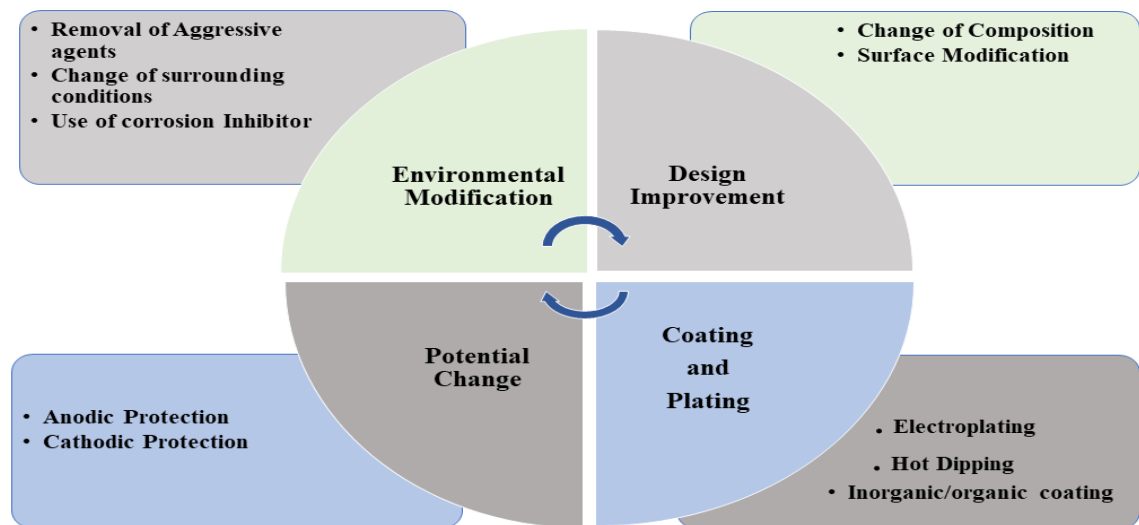 • Removal of Aggressive
agents
• Change of surrounding
conditions
• Use of corrosion Inhibitor
• Change of Composition
• Surface Modification
Environmental
Modification
Design
Improvement
Potential
Change
Coating
and
Plating
• Anodic Protection
• Cathodic Protection
• Electroplating
• Hot Dipping
• Inorganic/organic coating